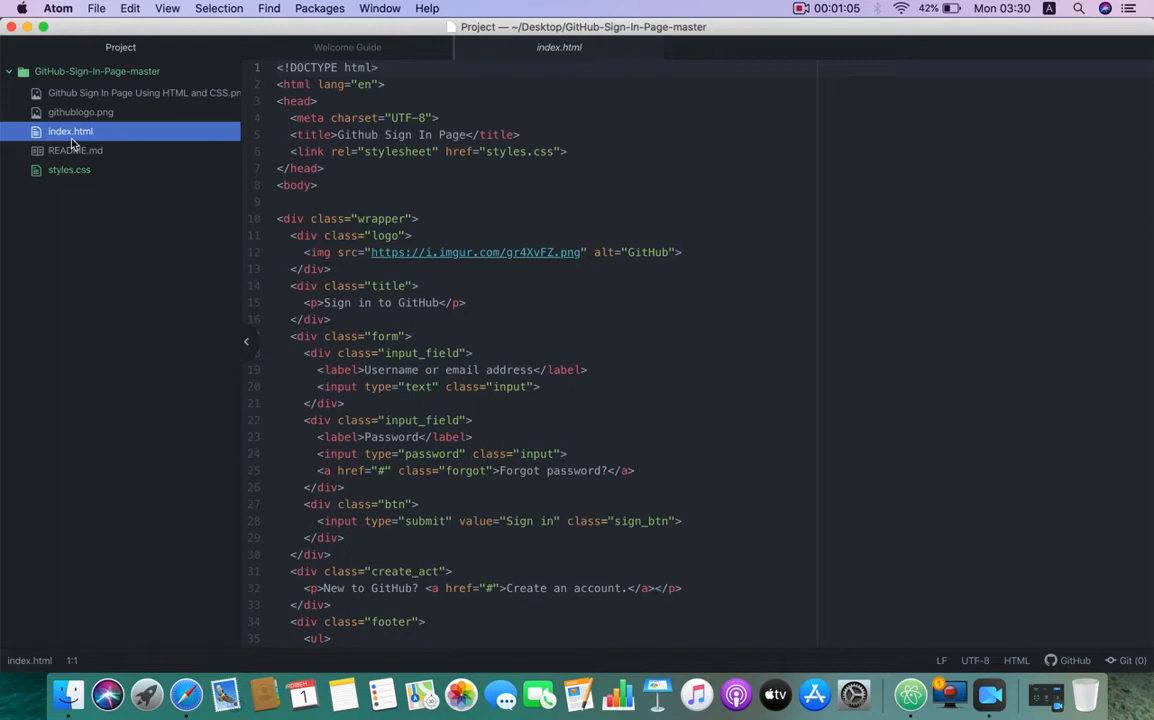 Atom File Edit View Selection Find Packages Window Help 00:01:05 42% Mon 03:30 A
Project — ~/Desktop/GitHub-Sign-In-Page-master
Project Welcome Guide index.html
GitHub-Sign-In-Page-master
Github Sign In Page Using HTML and CSS.pn
githublogo.png
index.html
README.md
styles.css
1 <!DOCTYPE html>
2 <html lang="en">
3 <head>
4 <meta charset="UTF-8">
5 <title>Github Sign In Page</title>
6 <link rel="stylesheet" href="styles.css">
7 </head>
8 <body>
9
10 <div class="wrapper">
11 <div class="logo">
12 <img src="https://i.imgur.com/gr4XvFZ.png" alt="GitHub">
13 </div>
14 <div class="title">
15 <p>Sign in to GitHub</p>
16 </div>
<div class="form">
<div class="input_field">
19 <label>Username or email address</label>
20 <input type="text" class="input">
21 </div>
22 <div class="input_field">
23 <label>Password</label>
24 <input type="password" class="input">
25 <a href="#" class="forgot">Forgot password?</a>
26 </div>
27 <div class="btn">
28 <input type="submit" value="Sign in" class="sign_btn">
29 </div>
30 </div>
31 <div class="create_act">
32 <p>New to GitHub? <a href="#">Create an account.</a></p>
33 </div>
34 <div class="footer">
35 <ul>
index.html 1:1 LF UTF-8 HTML GitHub Git (0)
1
1
tv